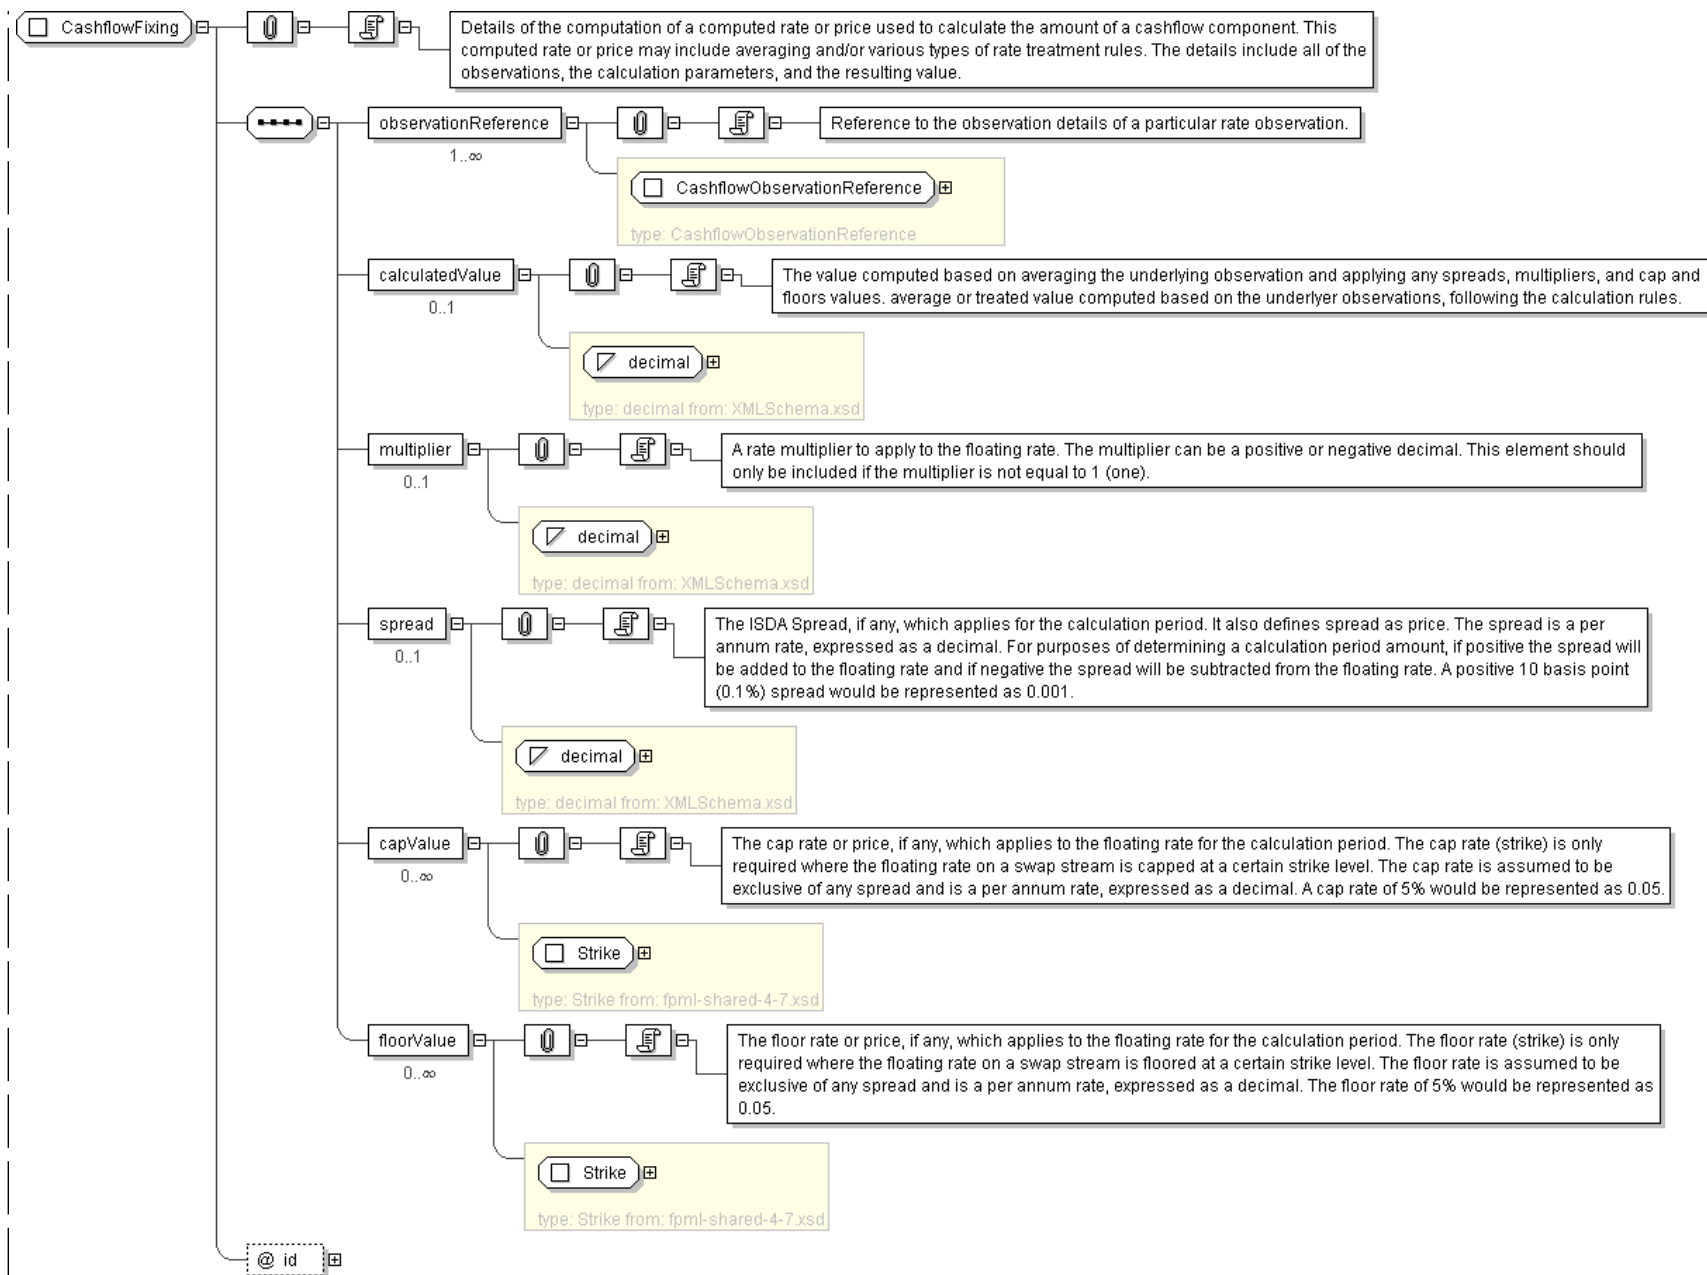 CashflowFixing
Details of the computation of a computed rate or price used to calculate the amount of a cashflow component. This
computed rate or price may include averaging and/or various types of rate treatment rules. The details include all of the
observations, the calculation parameters, and the resulting value.
observationReference
1..∞
Reference to the observation details of a particular rate observation.
CashflowObservationReference
type: CashflowObservationReference
calculatedValue
0..1
The value computed based on averaging the underlying observation and applying any spreads, multipliers, and cap and
floors values. average or treated value computed based on the underlyer observations, following the calculation rules.
decimal
type: decimal from: XMLSchema.xsd
multiplier
0..1
A rate multiplier to apply to the floating rate. The multiplier can be a positive or negative decimal. This element should
only be included if the multiplier is not equal to 1 (one).
decimal
type: decimal from: XMLSchema.xsd
spread
0..1
The ISDA Spread, if any, which applies for the calculation period. It also defines spread as price. The spread is a per
annum rate, expressed as a decimal. For purposes of determining a calculation period amount, if positive the spread will
be added to the floating rate and if negative the spread will be subtracted from the floating rate. A positive 10 basis point
(0.1%) spread would be represented as 0.001.
decimal
type: decimal from: XMLSchema.xsd
capValue
0..∞
The cap rate or price, if any, which applies to the floating rate for the calculation period. The cap rate (strike) is only
required where the floating rate on a swap stream is capped at a certain strike level. The cap rate is assumed to be
exclusive of any spread and is a per annum rate, expressed as a decimal. A cap rate of 5% would be represented as 0.05.
Strike
type: Strike from: fpml-shared-4-7.xsd
floorValue
0..∞
The floor rate or price, if any, which applies to the floating rate for the calculation period. The floor rate (strike) is only
required where the floating rate on a swap stream is floored at a certain strike level. The floor rate is assumed to be
exclusive of any spread and is a per annum rate, expressed as a decimal. The floor rate of 5% would be represented as
0.05.
Strike
type: Strike from: fpml-shared-4-7.xsd
@ id